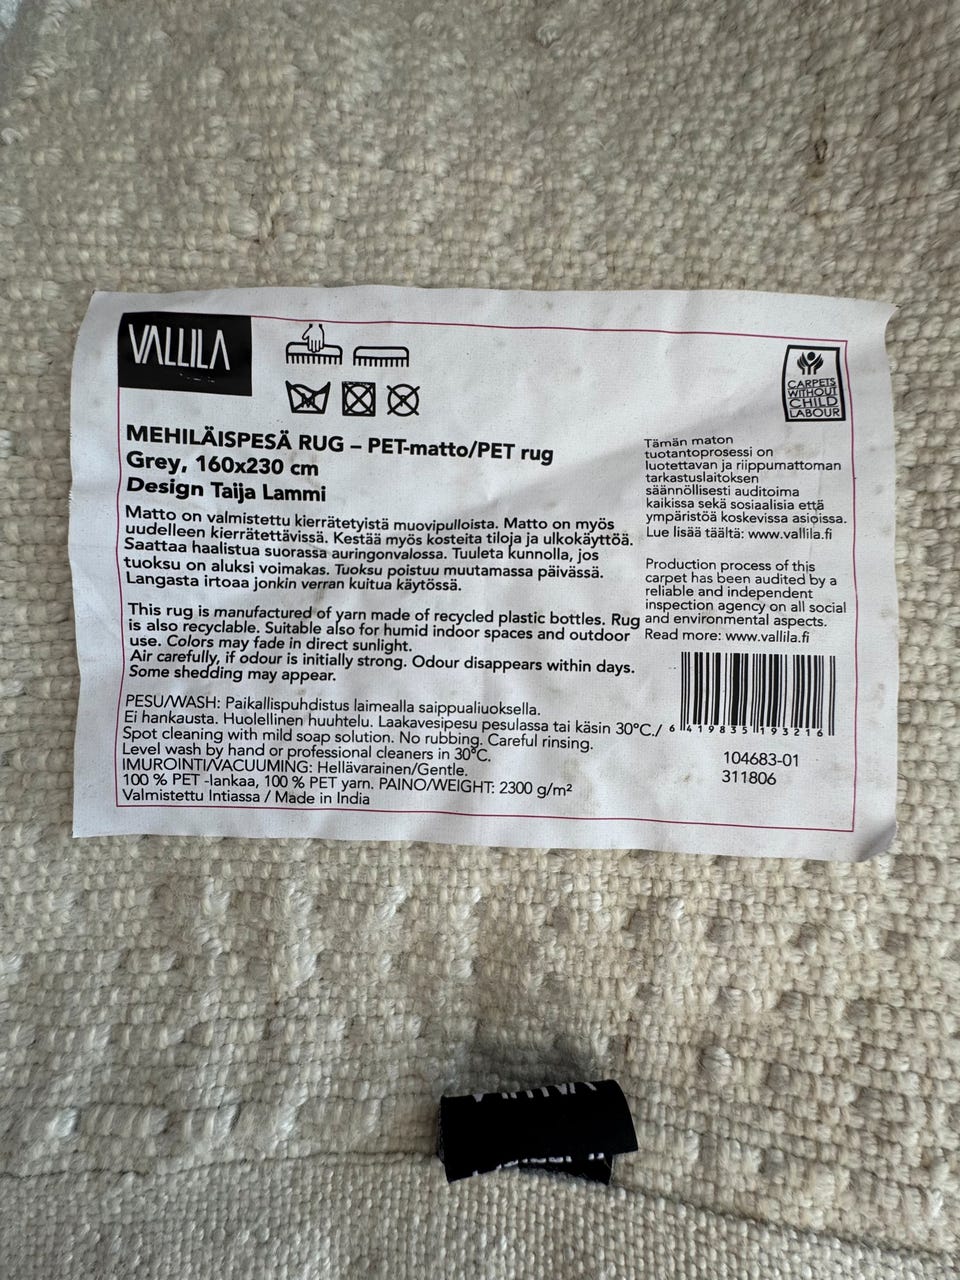 VALLILA
MEHILÄISPESÄ RUG – PET-matto/PET rug
Grey, 160x230 cm
Design Taija Lammi
Matto on valmistettu kierrätetyistä muovipulloista. Matto on myös
uudelleen kierrätettävissä. Kestää myös kosteita tiloja ja ulkokäyttöä.
Saattaa haalistua suorassa auringonvalossa. Tuuleta kunnolla, jos
tuoksu on aluksi voimakas. Tuoksu poistuu muutamassa päivässä.
Langasta irtoaa jonkin verran kuitua käytössä.
This rug is manufactured of yarn made of recycled plastic bottles. Rug
is also recyclable. Suitable also for humid indoor spaces and outdoor
use. Colors may fade in direct sunlight.
Air carefully, if odour is initially strong. Odour disappears within days.
Some shedding may appear.
PESU/WASH: Paikallispuhdistus laimealla saippualiuoksella.
Ei hankausta. Huolellinen huuhtelu. Laakavesipesu pesulassa tai käsin 30°C./
Spot cleaning with mild soap solution. No rubbing. Careful rinsing.
Level wash by hand or professional cleaners in 30°C.
IMUROINTI/VACUUMING: Hellävarainen/Gentle.
100 % PET -lankaa, 100 % PET yarn. PAINO/WEIGHT: 2300 g/m²
Valmistettu Intiassa / Made in India
CARPETS
WITHOUT
CHILD
LABOUR
Tämän maton
tuotantoprosessi on
luotettavan ja riippumattoman
tarkastuslaitoksen
säännöllisesti auditoima
kaikissa sekä sosiaalisia että
ympäristöä koskevissa asioissa.
Lue lisää täältä: www.vallila.fi
Production process of this
carpet has been audited by a
reliable and independent
inspection agency on all social
and environmental aspects.
Read more: www.vallila.fi
6 419835 193216
104683-01
311806